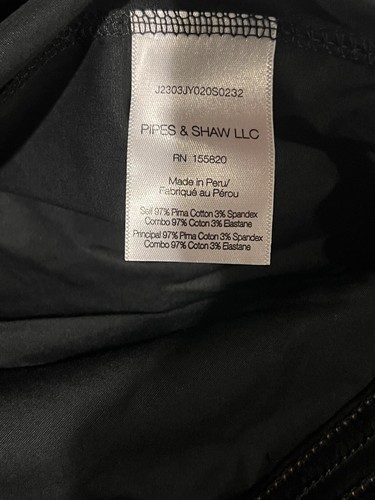 J2303JY020S0232
PIPES & SHAW LLC
RN 155820
Made in Peru/
Fabriqué au Pérou
Self 97% Pima Cotton 3% Spandex
Combo 97% Coton 3% Elastane
Principal 97% Pima Coton 3% Spandex
Combo 97% Coton 3% Elastane